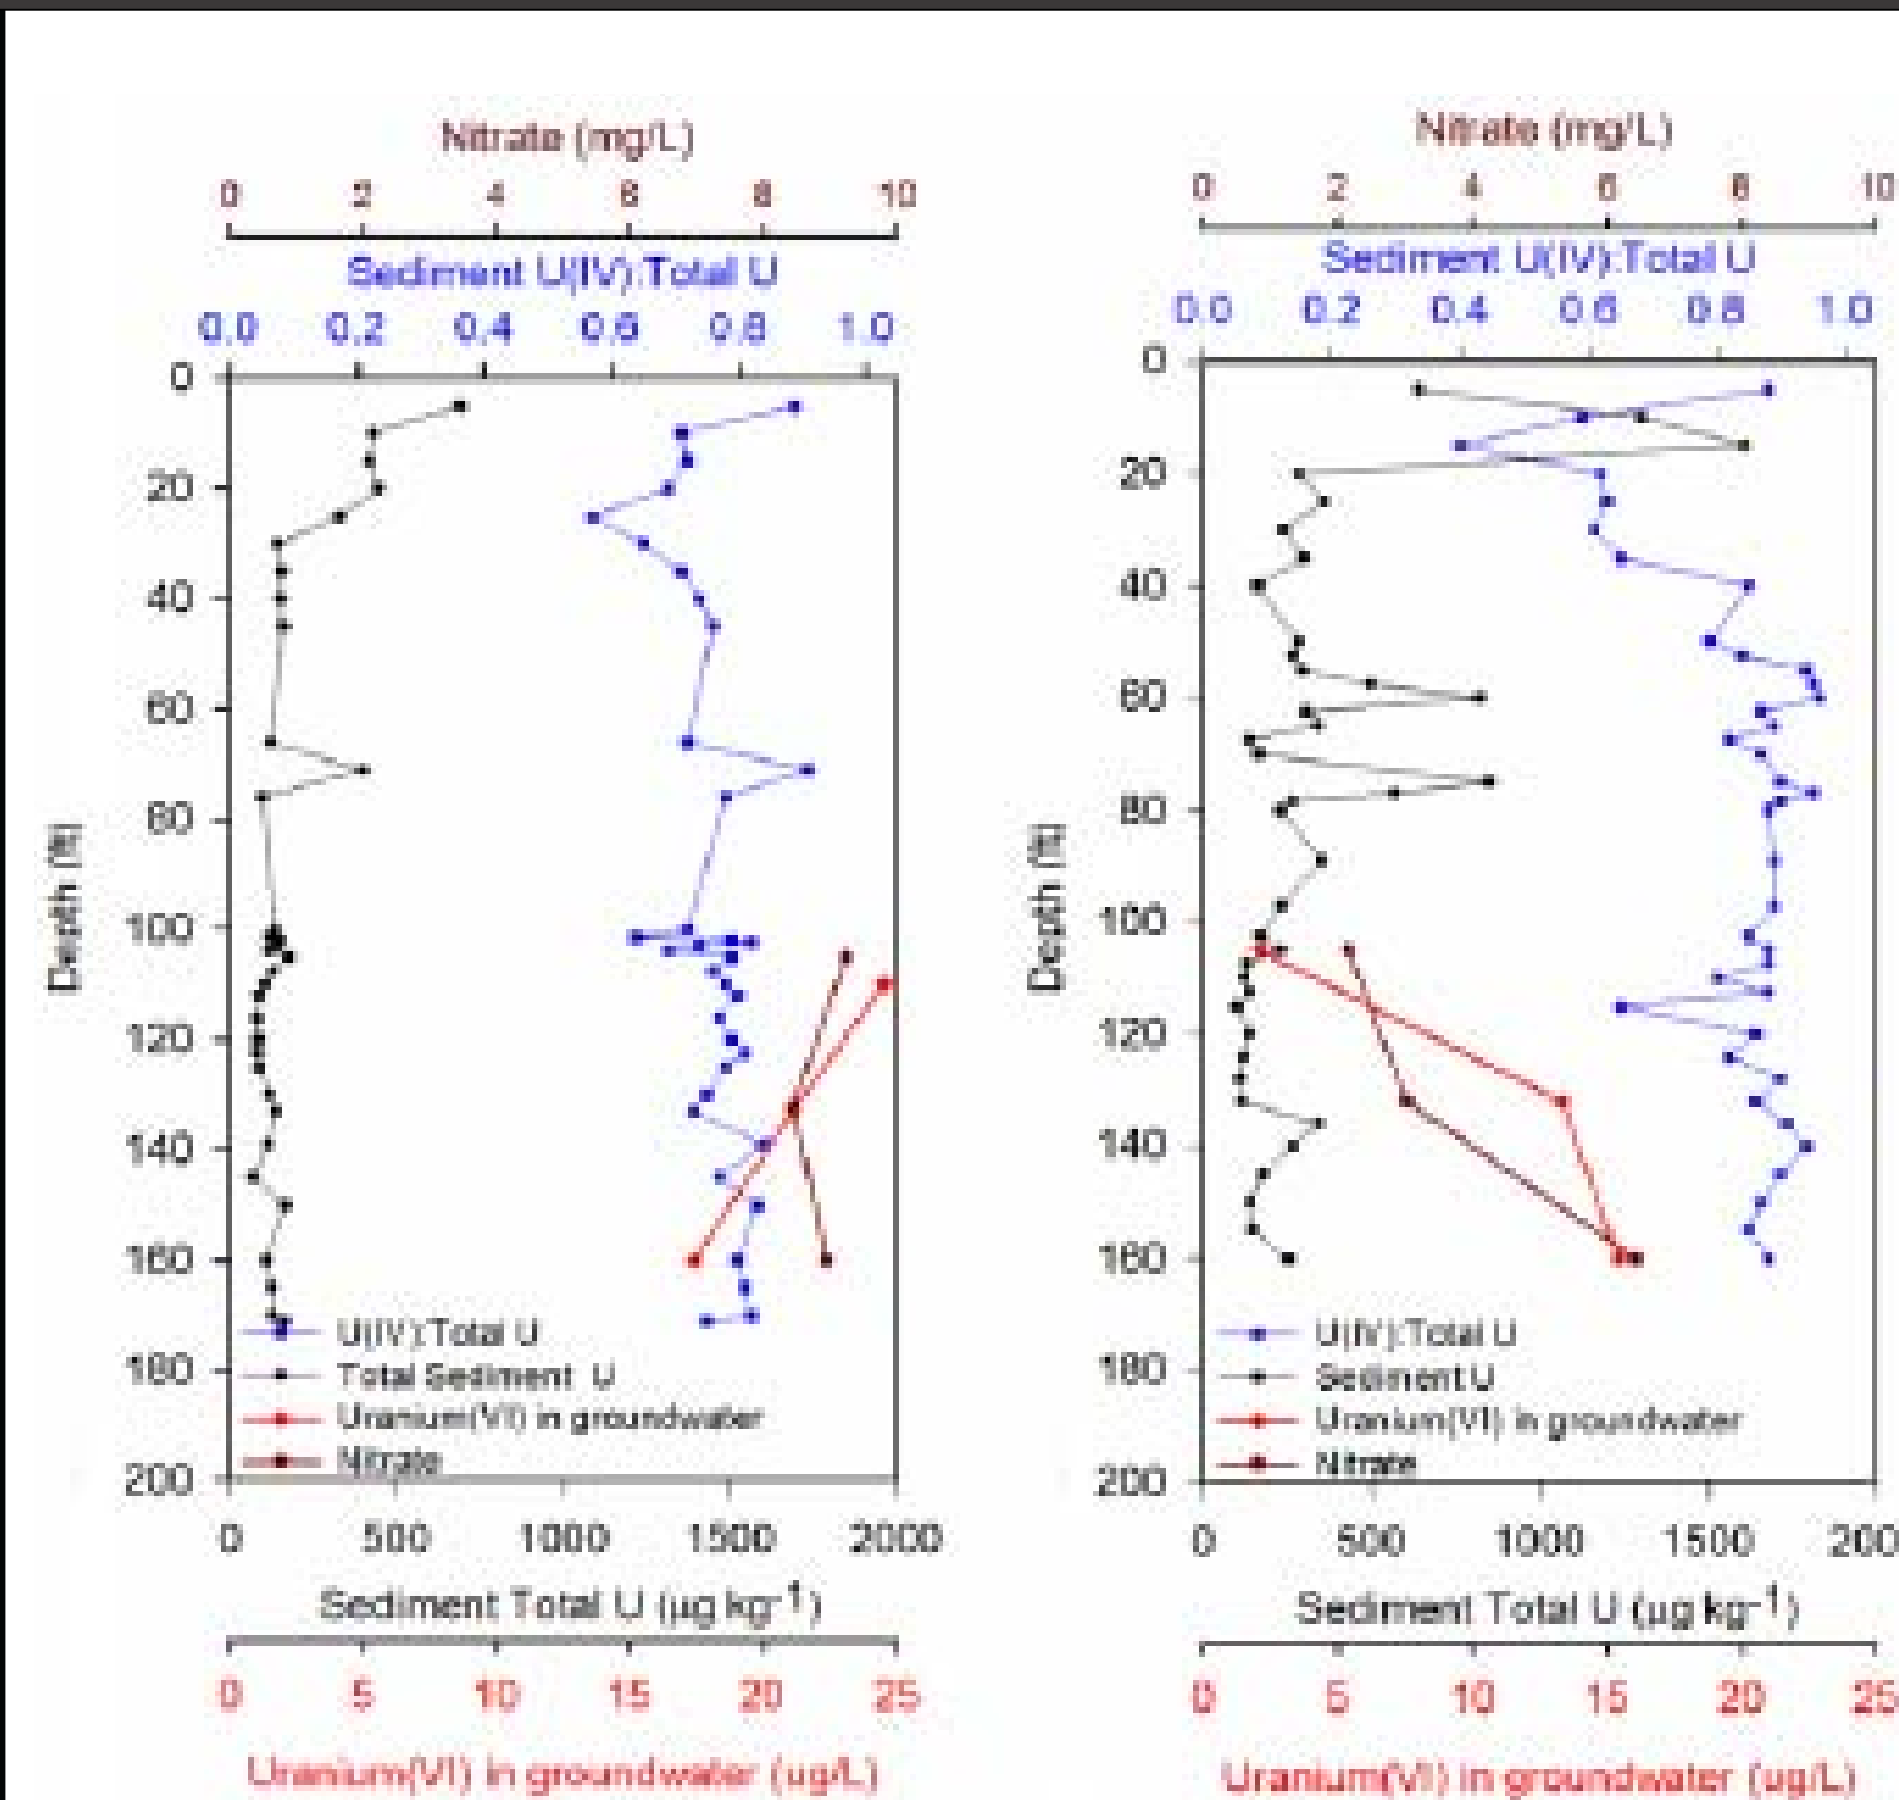 Nitrate (mg/L)
0 2 4 6 8 10
Sediment U(IV):Total U
0.0 0.2 0.4 0.6 0.8 1.0
0
20
40
60
80
100
120
140
160
180
200
Depth (ft)
U(IV):Total U
Total Sediment U
Uranium(VI) in groundwater
Nitrate
0 500 1000 1500 2000
Sediment Total U (µg kg-1)
0 5 10 15 20 25
Uranium(VI) in groundwater (ug/L)
Nitrate (mg/L)
0 2 4 6 8 10
Sediment U(IV):Total U
0.0 0.2 0.4 0.6 0.8 1.0
0
20
40
60
80
100
120
140
160
180
200
Depth (ft)
U(IV):Total U
Sediment U
Uranium(VI) in groundwater
Nitrate
0 500 1000 1500 200
Sediment Total U (µg kg-1)
0 5 10 15 20 25
Uranium(VI) in groundwater (ug/L)